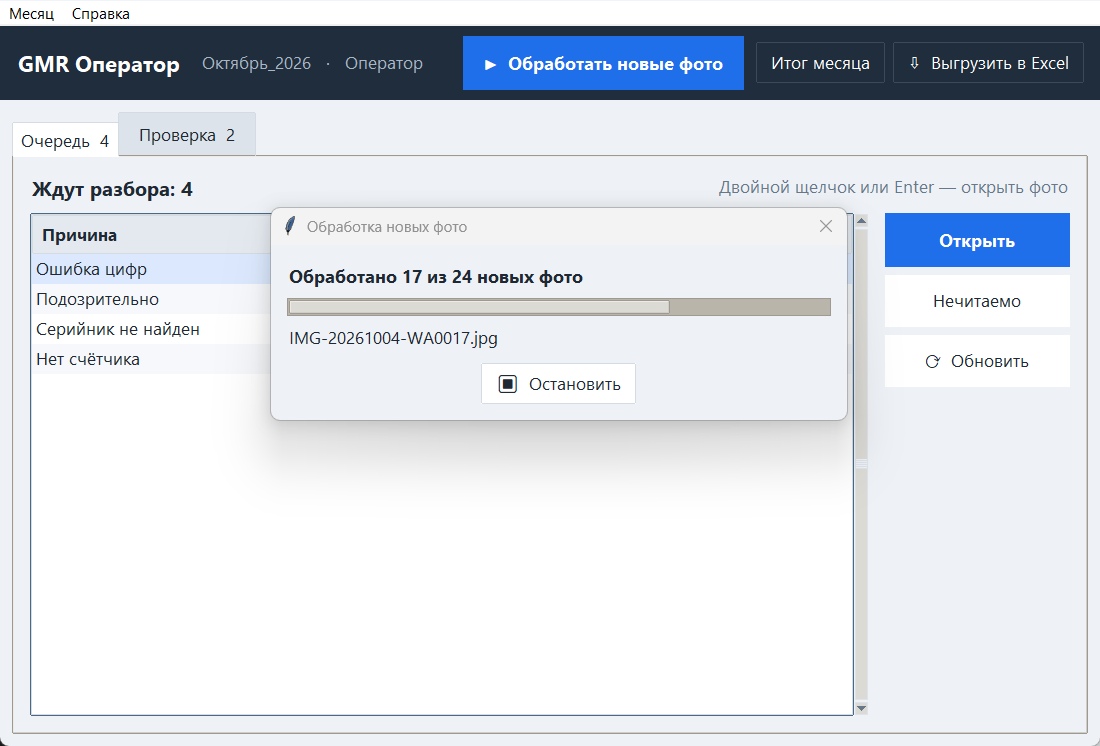 Месяц Справка
GMR Оператор Октябрь_2026 · Оператор ► Обработать новые фото Итог месяца ⇩ Выгрузить в Excel
Очередь 4 Проверка 2
Ждут разбора: 4 Двойной щелчок или Enter — открыть фото
Причина
Ошибка цифр
Подозрительно
Серийник не найден
Нет счётчика
Обработка новых фото
Обработано 17 из 24 новых фото
IMG-20261004-WA0017.jpg
Остановить
Открыть
Нечитаемо
⟳ Обновить